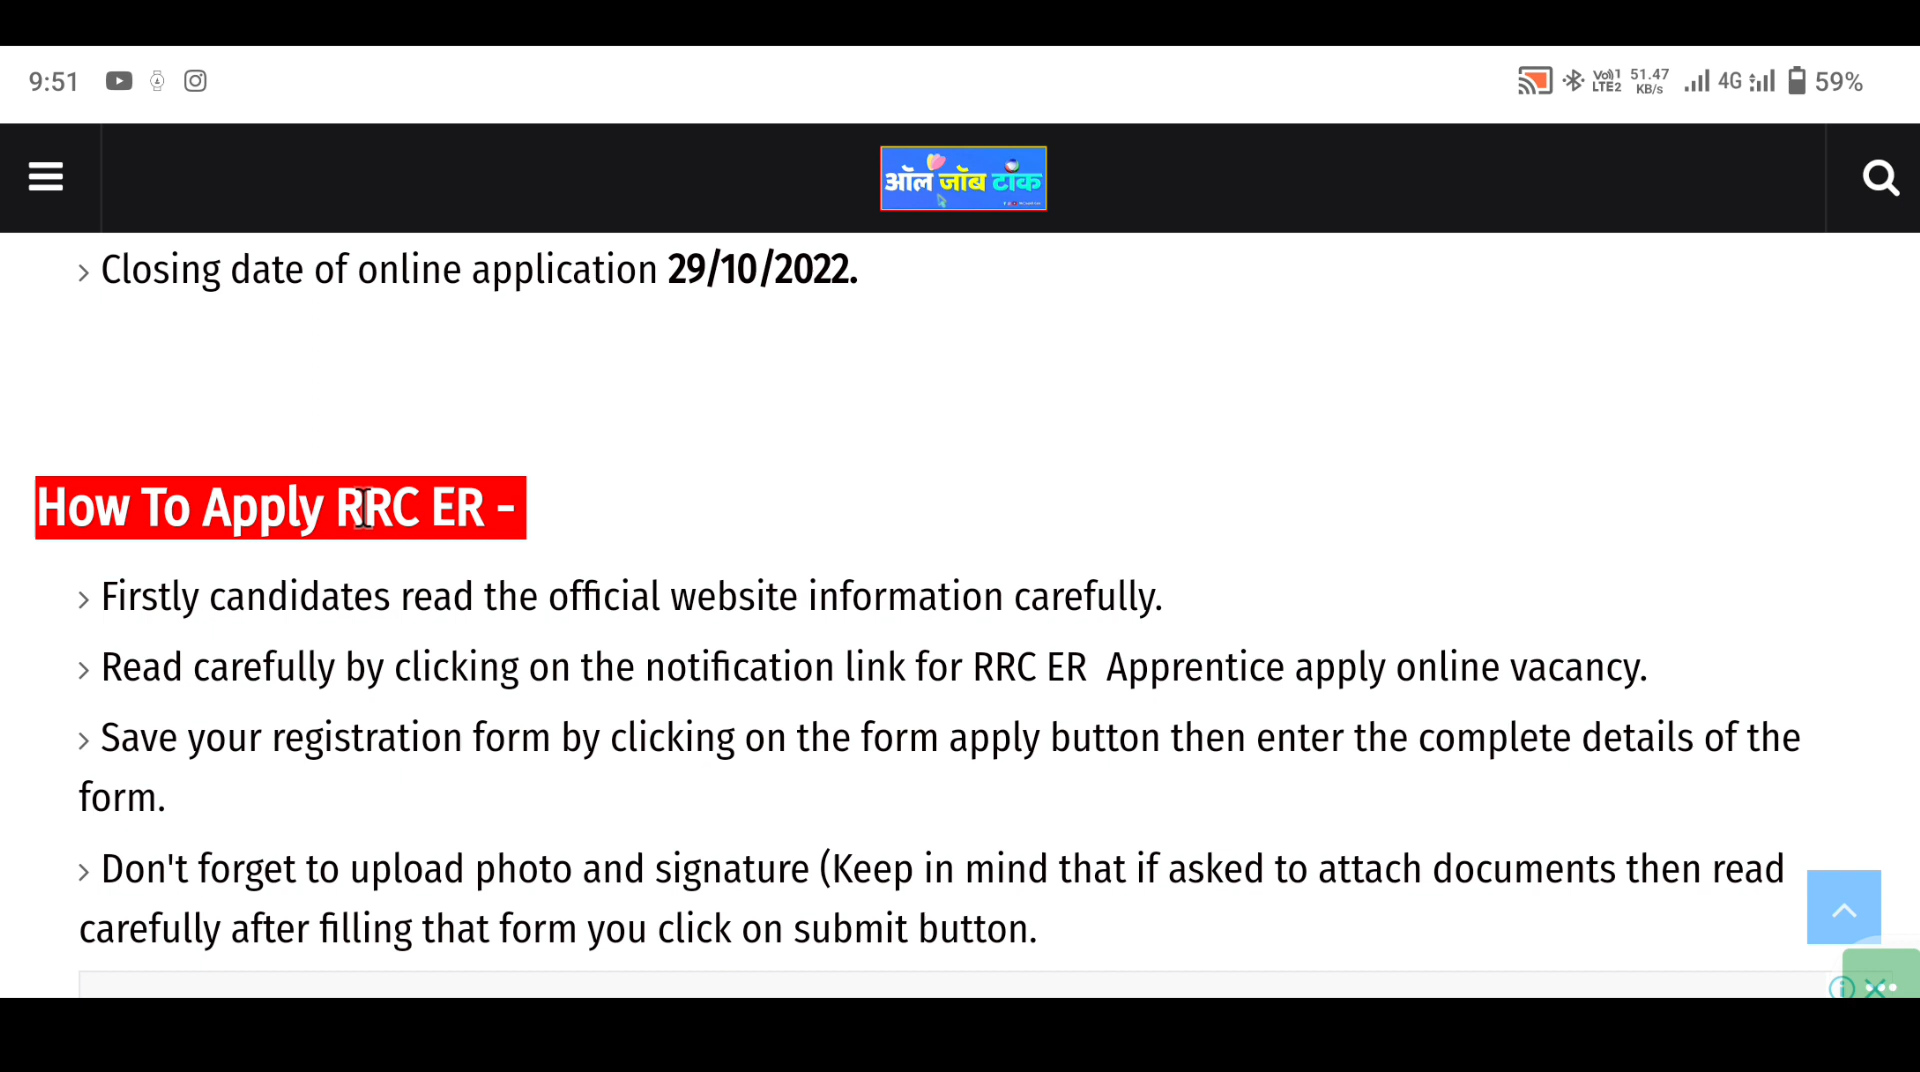 9:51
Vo))1 LTE2 51.47 KB/s 4G 59%
ऑल जॉब टॉक
Closing date of online application 29/10/2022.
How To Apply RRC ER -
Firstly candidates read the official website information carefully.
Read carefully by clicking on the notification link for RRC ER Apprentice apply online vacancy.
Save your registration form by clicking on the form apply button then enter the complete details of the
form.
Don't forget to upload photo and signature (Keep in mind that if asked to attach documents then read
carefully after filling that form you click on submit button.